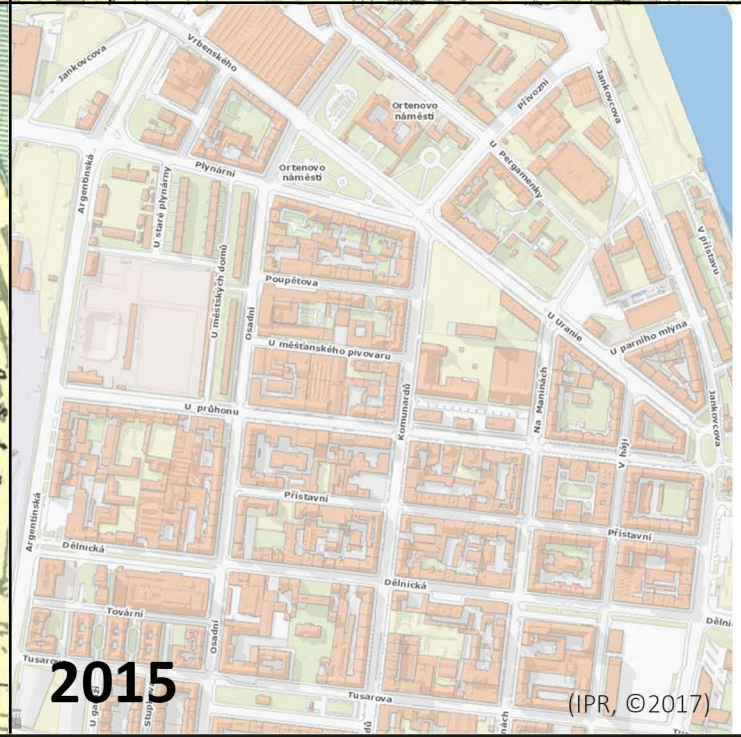 Jankovcova
Vrbenského
Ortenovo
náměstí
Přívozní
Jankovcova
U Pergamenky
Argentinská
U staré plynárny
Plynární
Ortenovo
náměstí
U městských domů
V přístavu
Poupětova
Osadní
U měšťanského pivovaru
U Uranie
U parního mlýna
U průhonu
Komunardů
Na Maninách
V háji
Jankovcova
Přístavní
Argentinská
Přístavní
Dělnická
Dělnická
Tovární
Osadní
Tusarova
2015
(IPR, ©2017)